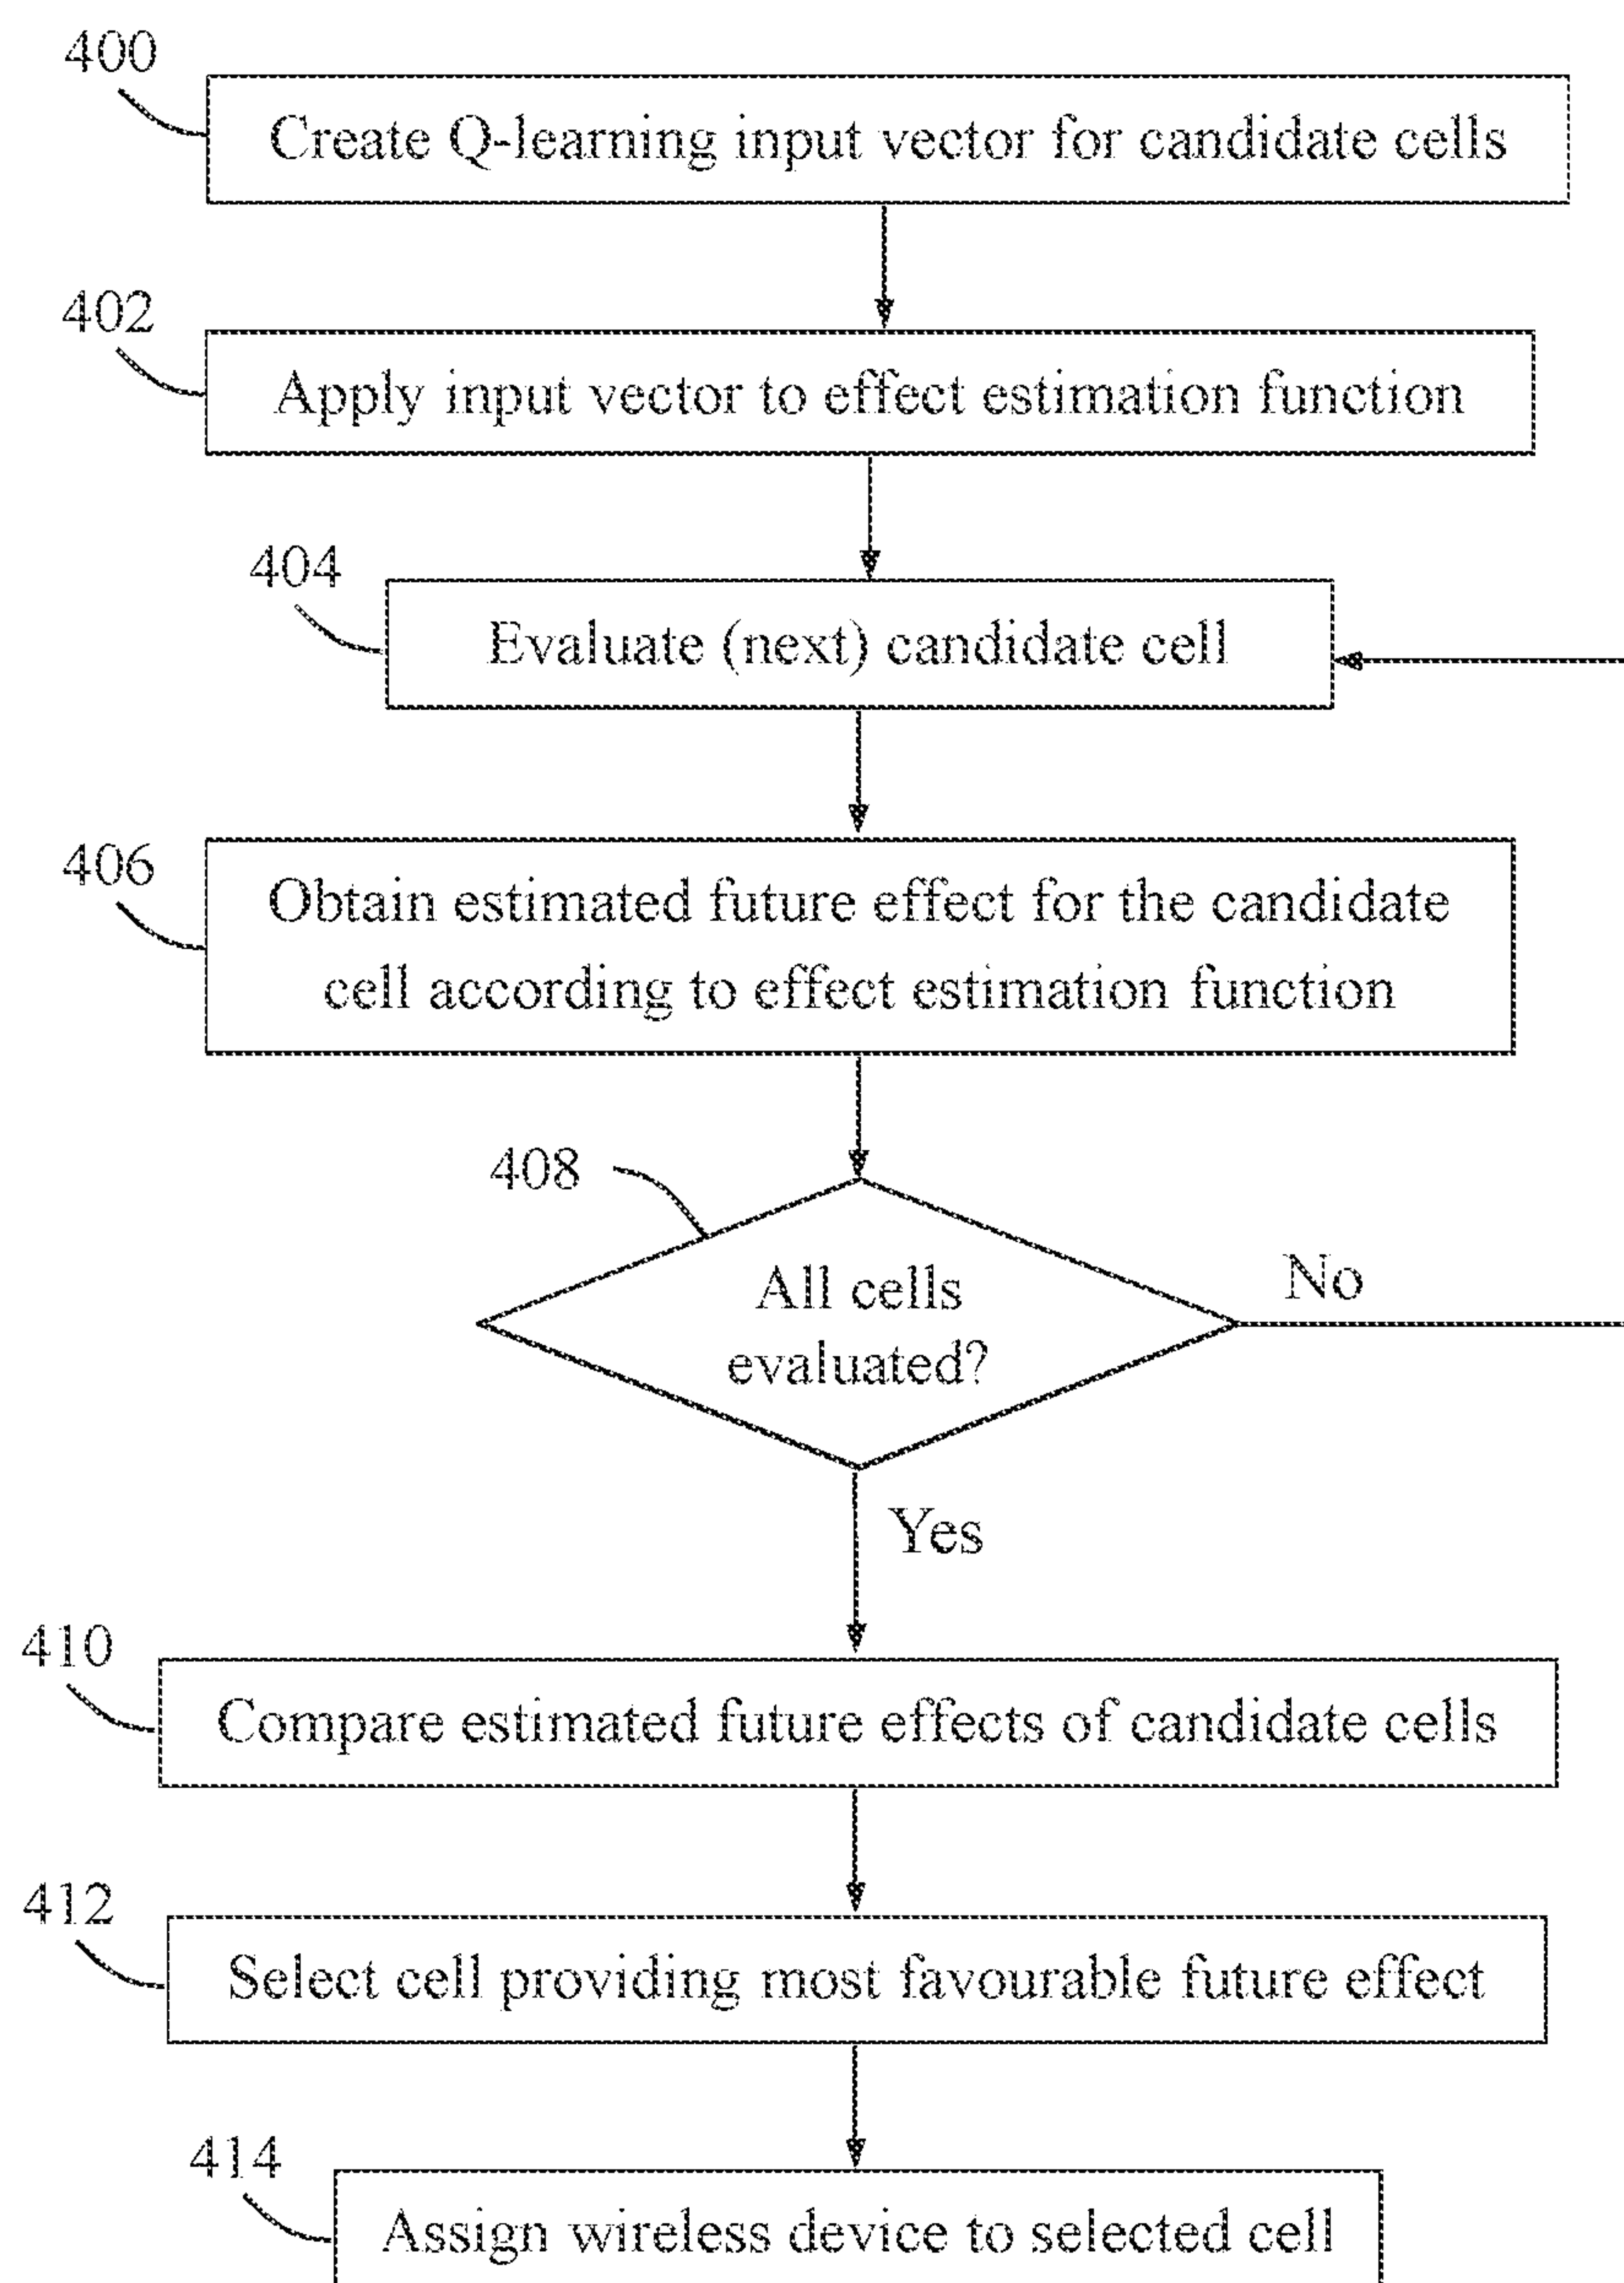 400
Create Q-learning input vector for candidate cells
402
Apply input vector to effect estimation function
404
Evaluate (next) candidate cell
406
Obtain estimated future effect for the candidate
cell according to effect estimation function
408
All cells
evaluated?
No
Yes
410
Compare estimated future effects of candidate cells
412
Select cell providing most favourable future effect
414
Assign wireless device to selected cell